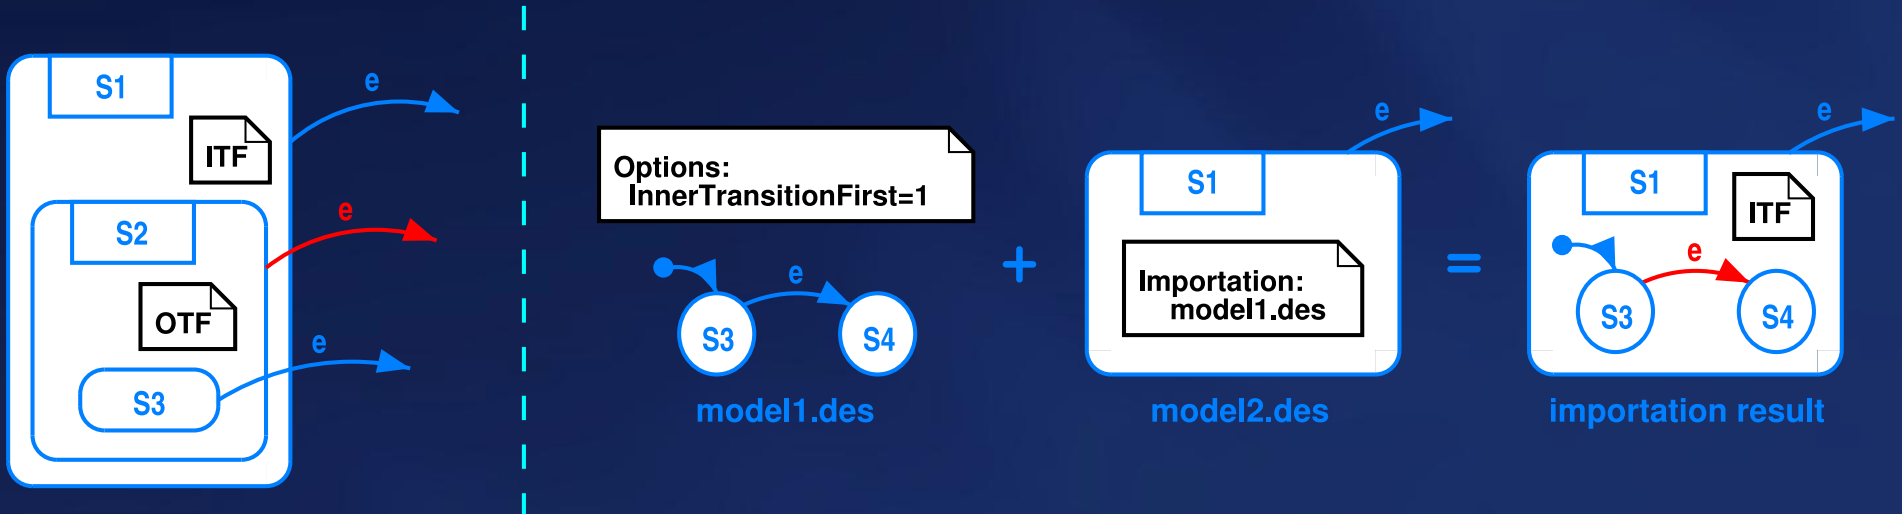 S1
e
ITF
S2
e
OTF
e
S3
Options:
InnerTransitionFirst=1
e
S3
S4
model1.des
+
e
S1
Importation:
model1.des
model2.des
=
e
S1
ITF
e
S3
S4
importation result